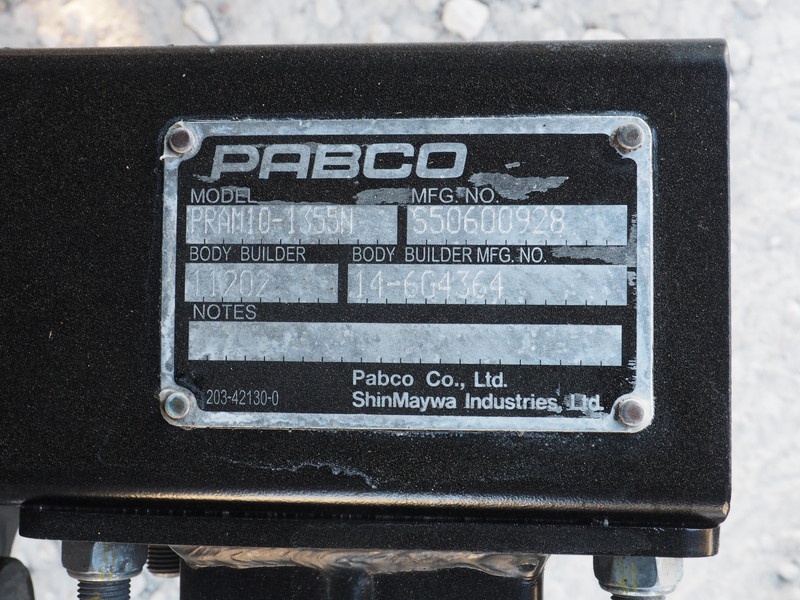 PABCO
MODEL MFG. NO.
PRAM10-1355N S50600928
BODY BUILDER BODY BUILDER MFG. NO.
11202 14-604364
NOTES
Pabco Co., Ltd.
203-42130-0 ShinMaywa Industries, Ltd.